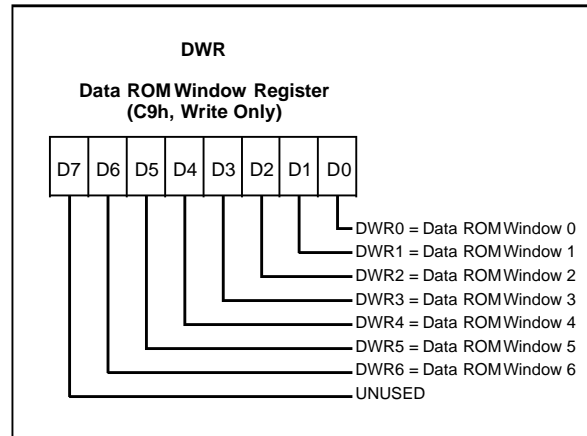 DWR
Data ROM Window Register
(C9h, Write Only)
D7 D6 D5 D4 D3 D2 D1 D0
DWR0 = Data ROM Window 0
DWR1 = Data ROM Window 1
DWR2 = Data ROM Window 2
DWR3 = Data ROM Window 3
DWR4 = Data ROM Window 4
DWR5 = Data ROM Window 5
DWR6 = Data ROM Window 6
UNUSED